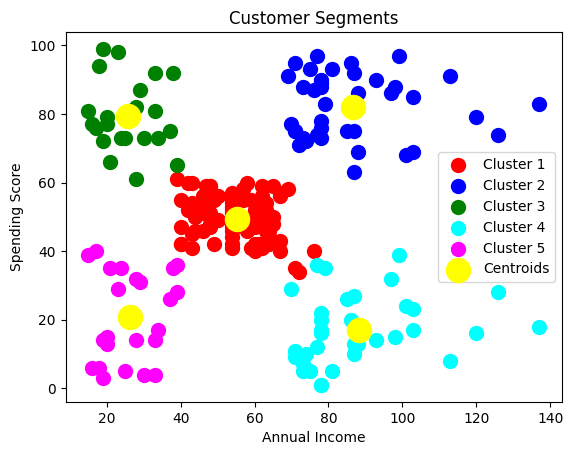 Customer Segments
100
80
60
40
20
0
Spending Score
Cluster 1
Cluster 2
Cluster 3
Cluster 4
Cluster 5
Centroids
20 40 60 80 100 120 140
Annual Income